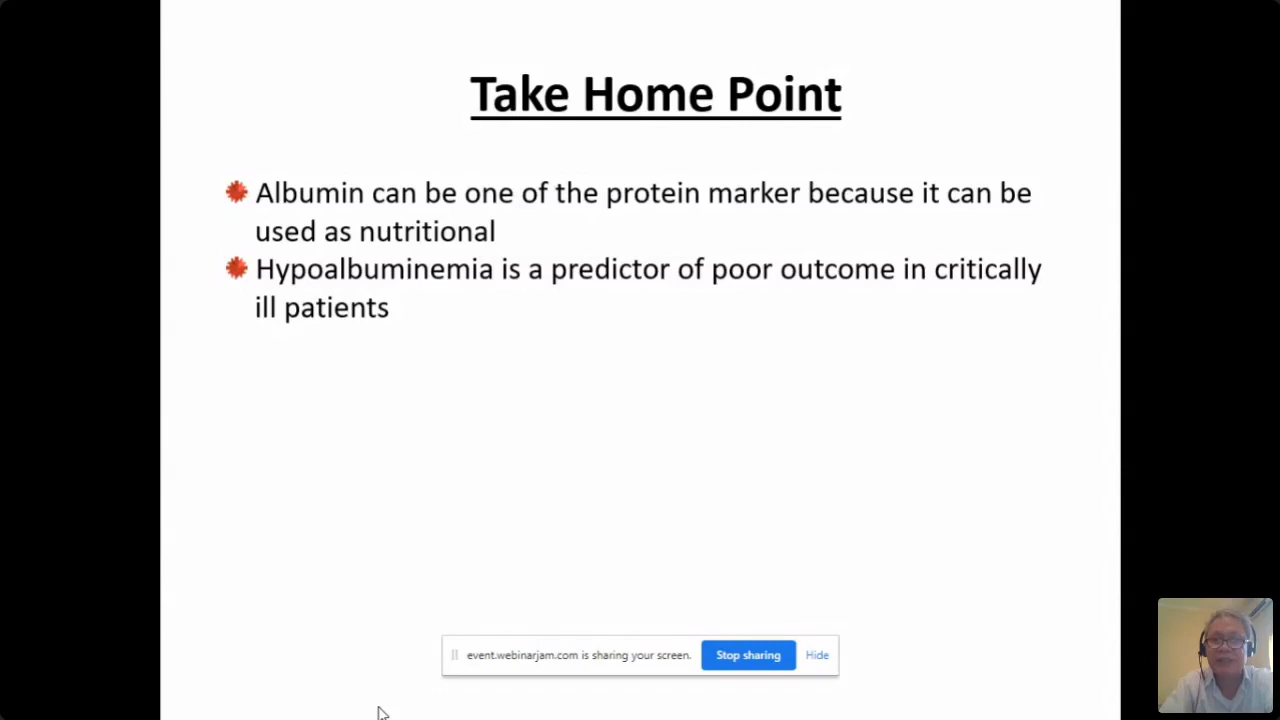 Take Home Point
Albumin can be one of the protein marker because it can be
used as nutritional
Hypoalbuminemia is a predictor of poor outcome in critically
ill patients
event.webinarjam.com is sharing your screen.
Stop sharing
Hide